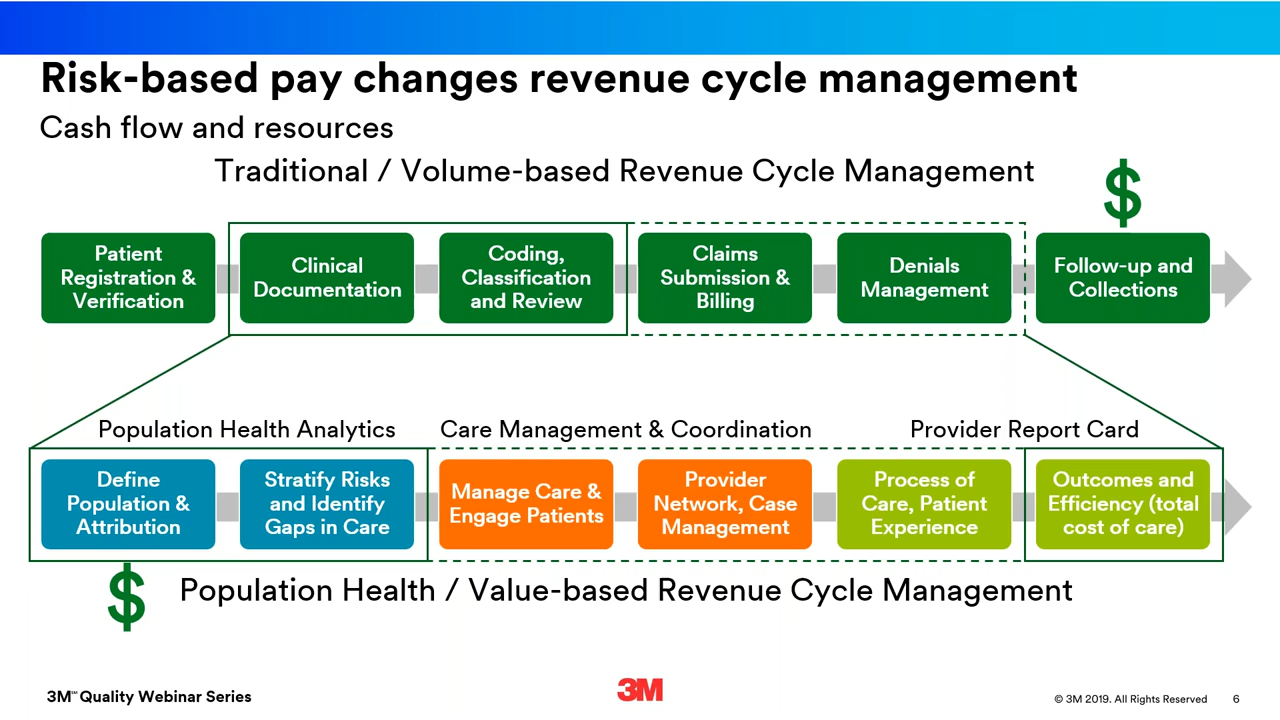 Risk-based pay changes revenue cycle management
Cash flow and resources
Traditional / Volume-based Revenue Cycle Management
$
Patient
Registration &
Verification
Clinical
Documentation
Coding,
Classification
and Review
Claims
Submission &
Billing
Denials
Management
Follow-up and
Collections
Population Health Analytics
Care Management & Coordination
Provider Report Card
Define
Population &
Attribution
Stratify Risks
and Identify
Gaps in Care
Manage Care &
Engage Patients
Provider
Network, Case
Management
Process of
Care, Patient
Experience
Outcomes and
Efficiency (total
cost of care)
$
Population Health / Value-based Revenue Cycle Management
3M℠ Quality Webinar Series
3M
© 3M 2019. All Rights Reserved
6